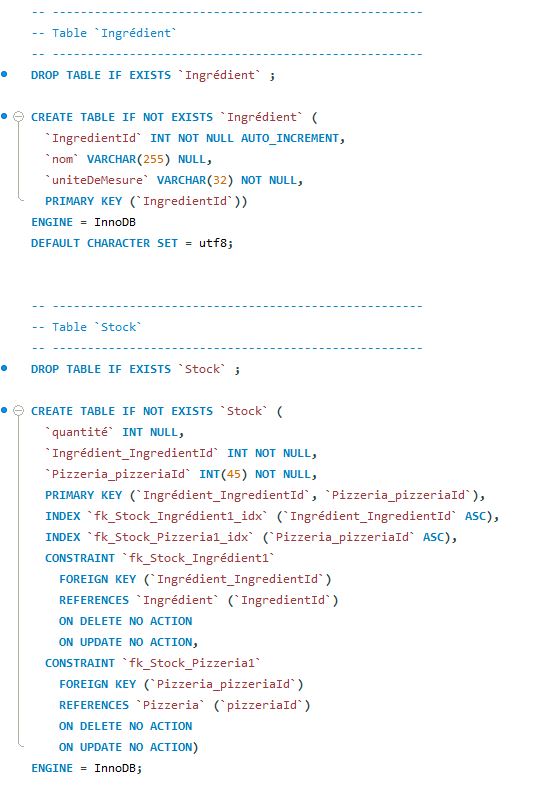 -- -----------------------------------------------------
-- Table `Ingrédient`
-- -----------------------------------------------------
DROP TABLE IF EXISTS `Ingrédient` ;
CREATE TABLE IF NOT EXISTS `Ingrédient` (
`IngredientId` INT NOT NULL AUTO_INCREMENT,
`nom` VARCHAR(255) NULL,
`uniteDeMesure` VARCHAR(32) NOT NULL,
PRIMARY KEY (`IngredientId`))
ENGINE = InnoDB
DEFAULT CHARACTER SET = utf8;
-- -----------------------------------------------------
-- Table `Stock`
-- -----------------------------------------------------
DROP TABLE IF EXISTS `Stock` ;
CREATE TABLE IF NOT EXISTS `Stock` (
`quantité` INT NULL,
`Ingrédient_IngredientId` INT NOT NULL,
`Pizzeria_pizzeriaId` INT(45) NOT NULL,
PRIMARY KEY (`Ingrédient_IngredientId`, `Pizzeria_pizzeriaId`),
INDEX `fk_Stock_Ingrédient1_idx` (`Ingrédient_IngredientId` ASC),
INDEX `fk_Stock_Pizzeria1_idx` (`Pizzeria_pizzeriaId` ASC),
CONSTRAINT `fk_Stock_Ingrédient1`
FOREIGN KEY (`Ingrédient_IngredientId`)
REFERENCES `Ingrédient` (`IngredientId`)
ON DELETE NO ACTION
ON UPDATE NO ACTION,
CONSTRAINT `fk_Stock_Pizzeria1`
FOREIGN KEY (`Pizzeria_pizzeriaId`)
REFERENCES `Pizzeria` (`pizzeriaId`)
ON DELETE NO ACTION
ON UPDATE NO ACTION)
ENGINE = InnoDB;